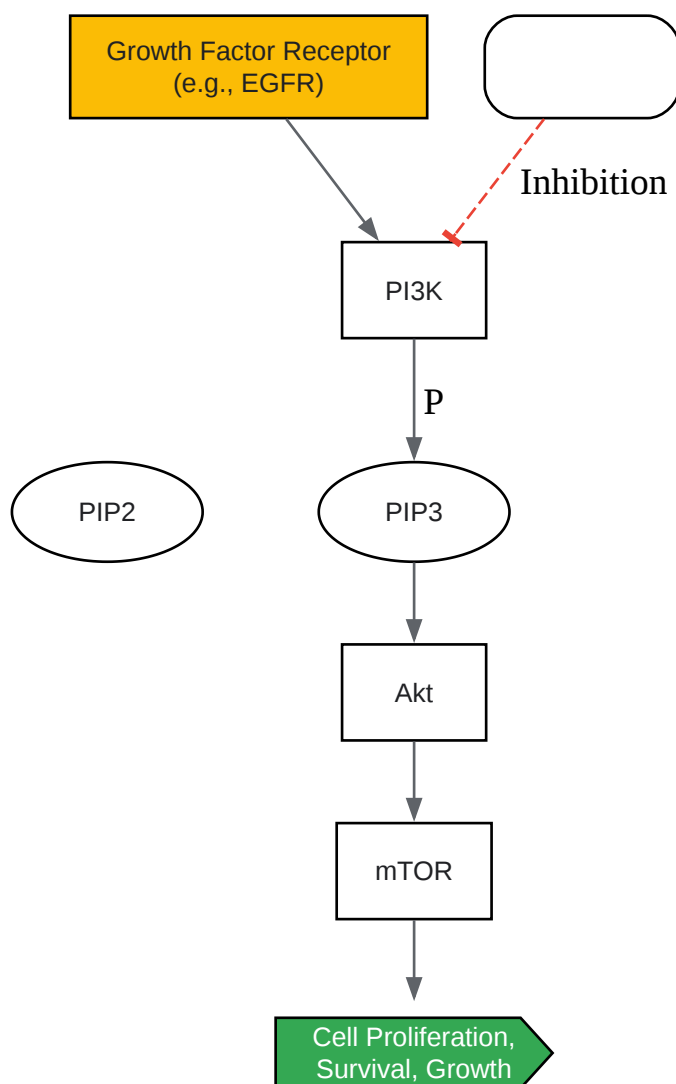 Growth Factor Receptor
(e.g., EGFR)
Inhibition
PI3K
P
PIP2
PIP3
Akt
mTOR
Cell Proliferation,
Survival, Growth